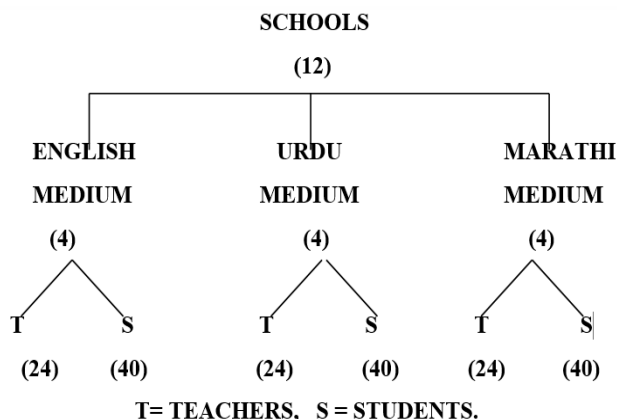 SCHOOLS
(12)
ENGLISH URDU MARATHI
MEDIUM MEDIUM MEDIUM
(4) (4) (4)
T S T S T S
(24) (40) (24) (40) (24) (40)
T= TEACHERS, S = STUDENTS.